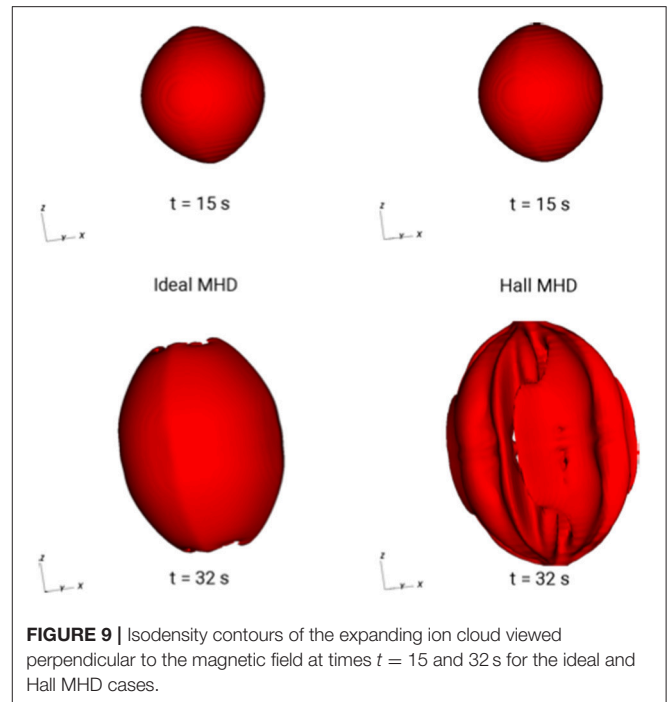 t = 15 s
t = 15 s
z
y x
z
y x
Ideal MHD
Hall MHD
t = 32 s
t = 32 s
z
y x
z
y x
FIGURE 9 | Isodensity contours of the expanding ion cloud viewed
perpendicular to the magnetic field at times t = 15 and 32 s for the ideal and
Hall MHD cases.